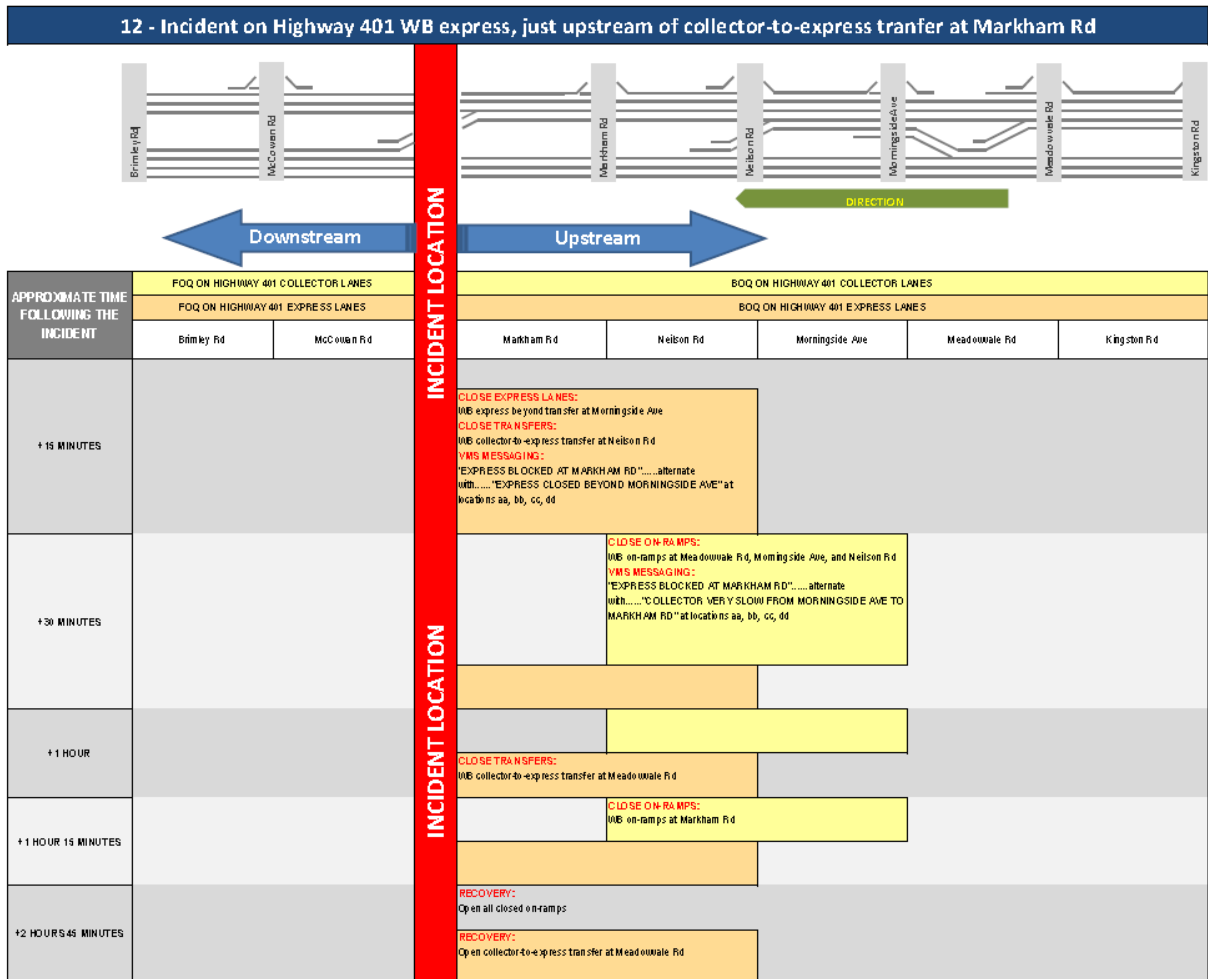 12 - Incident on Highway 401 WB express, just upstream of collector-to-express tranfer at Markham Rd
Brimley Rd
McCowan Rd
Markham Rd
Neilson Rd
Morningside Ave
Meadowvale Rd
Kingston Rd
DIRECTION
Downstream
Upstream
INCIDENT LOCATION
APPROXIMATE TIME
FOLLOWING THE
INCIDENT
FOQ ON HIGHWAY 401 COLLECTOR LANES
BOQ ON HIGHWAY 401 COLLECTOR LANES
FOQ ON HIGHWAY 401 EXPRESS LANES
BOQ ON HIGHWAY 401 EXPRESS LANES
Brimley Rd
McCowan Rd
Markham Rd
Neilson Rd
Morningside Ave
Meadowvale Rd
Kingston Rd
+15 MINUTES
CLOSE EXPRESS LANES:
WB express beyond transfer at Morningside Ave
CLOSE TRANSFERS:
WB collector-to-express transfer at Neilson Rd
VMS MESSAGING:
"EXPRESS BLOCKED AT MARKHAM RD"......alternate
with......"EXPRESS CLOSED BEYOND MORNINGSIDE AVE" at
locations aa, bb, cc, dd
+30 MINUTES
CLOSE ON-RAMPS:
WB on-ramps at Meadowvale Rd, Morningside Ave, and Neilson Rd
VMS MESSAGING:
"EXPRESS BLOCKED AT MARKHAM RD"......alternate
with......"COLLECTOR VERY SLOW FROM MORNINGSIDE AVE TO
MARKHAM RD" at locations aa, bb, cc, dd
INCIDENT LOCATION
+1 HOUR
CLOSE TRANSFERS:
WB collector-to-express transfer at Meadowvale Rd
+1 HOUR 15 MINUTES
CLOSE ON-RAMPS:
WB on-ramps at Markham Rd
+2 HOURS 45 MINUTES
RECOVERY:
Open all closed on-ramps
RECOVERY:
Open collector-to-express transfer at Meadowvale Rd